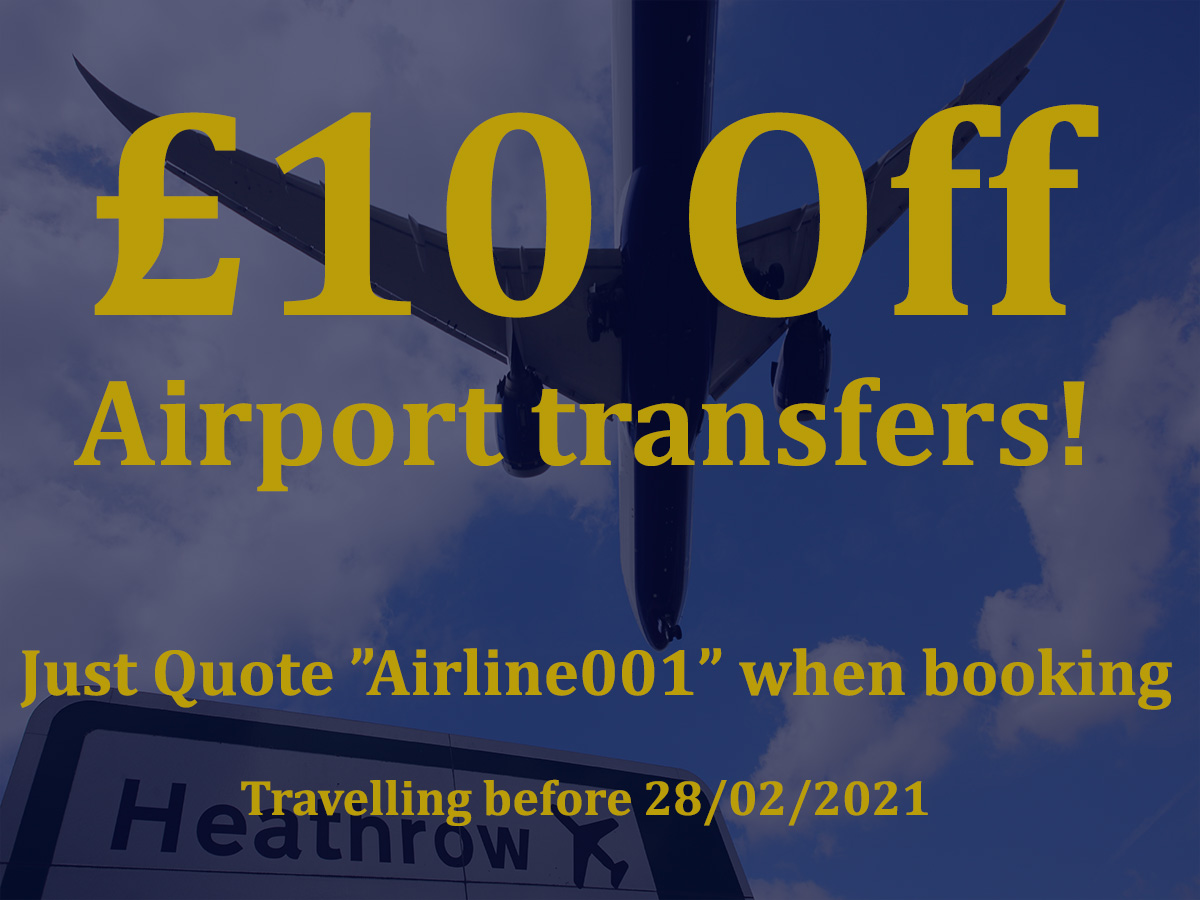 £10 Off
Airport transfers!
Just Quote ”Airline001” when booking
Travelling before 28/02/2021
Heathrow